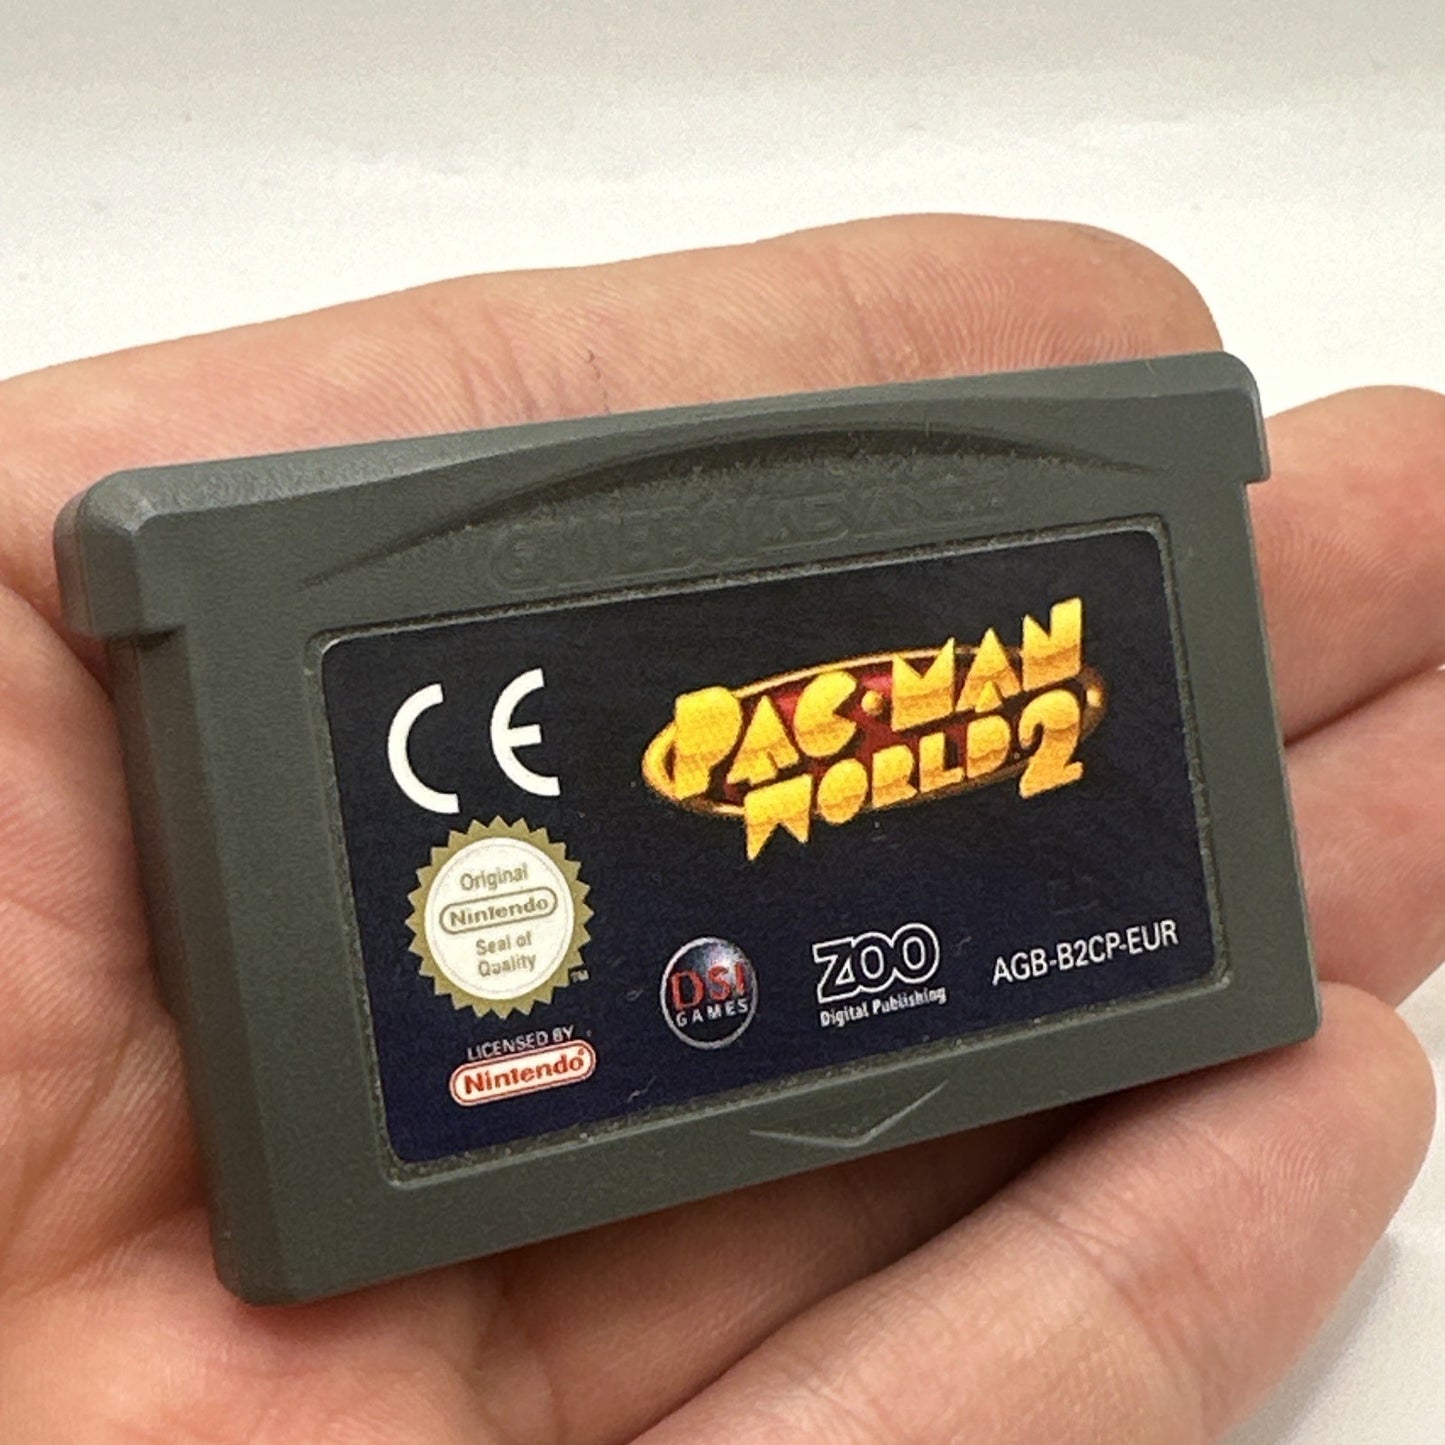 GAME BOY ADVANCE
CE
PAC-MAN
WORLD 2
Original
Nintendo
Seal of
Quality
TM
LICENSED BY
Nintendo®
DSI
GAMES
ZOO
Digital Publishing
AGB-B2CP-EUR